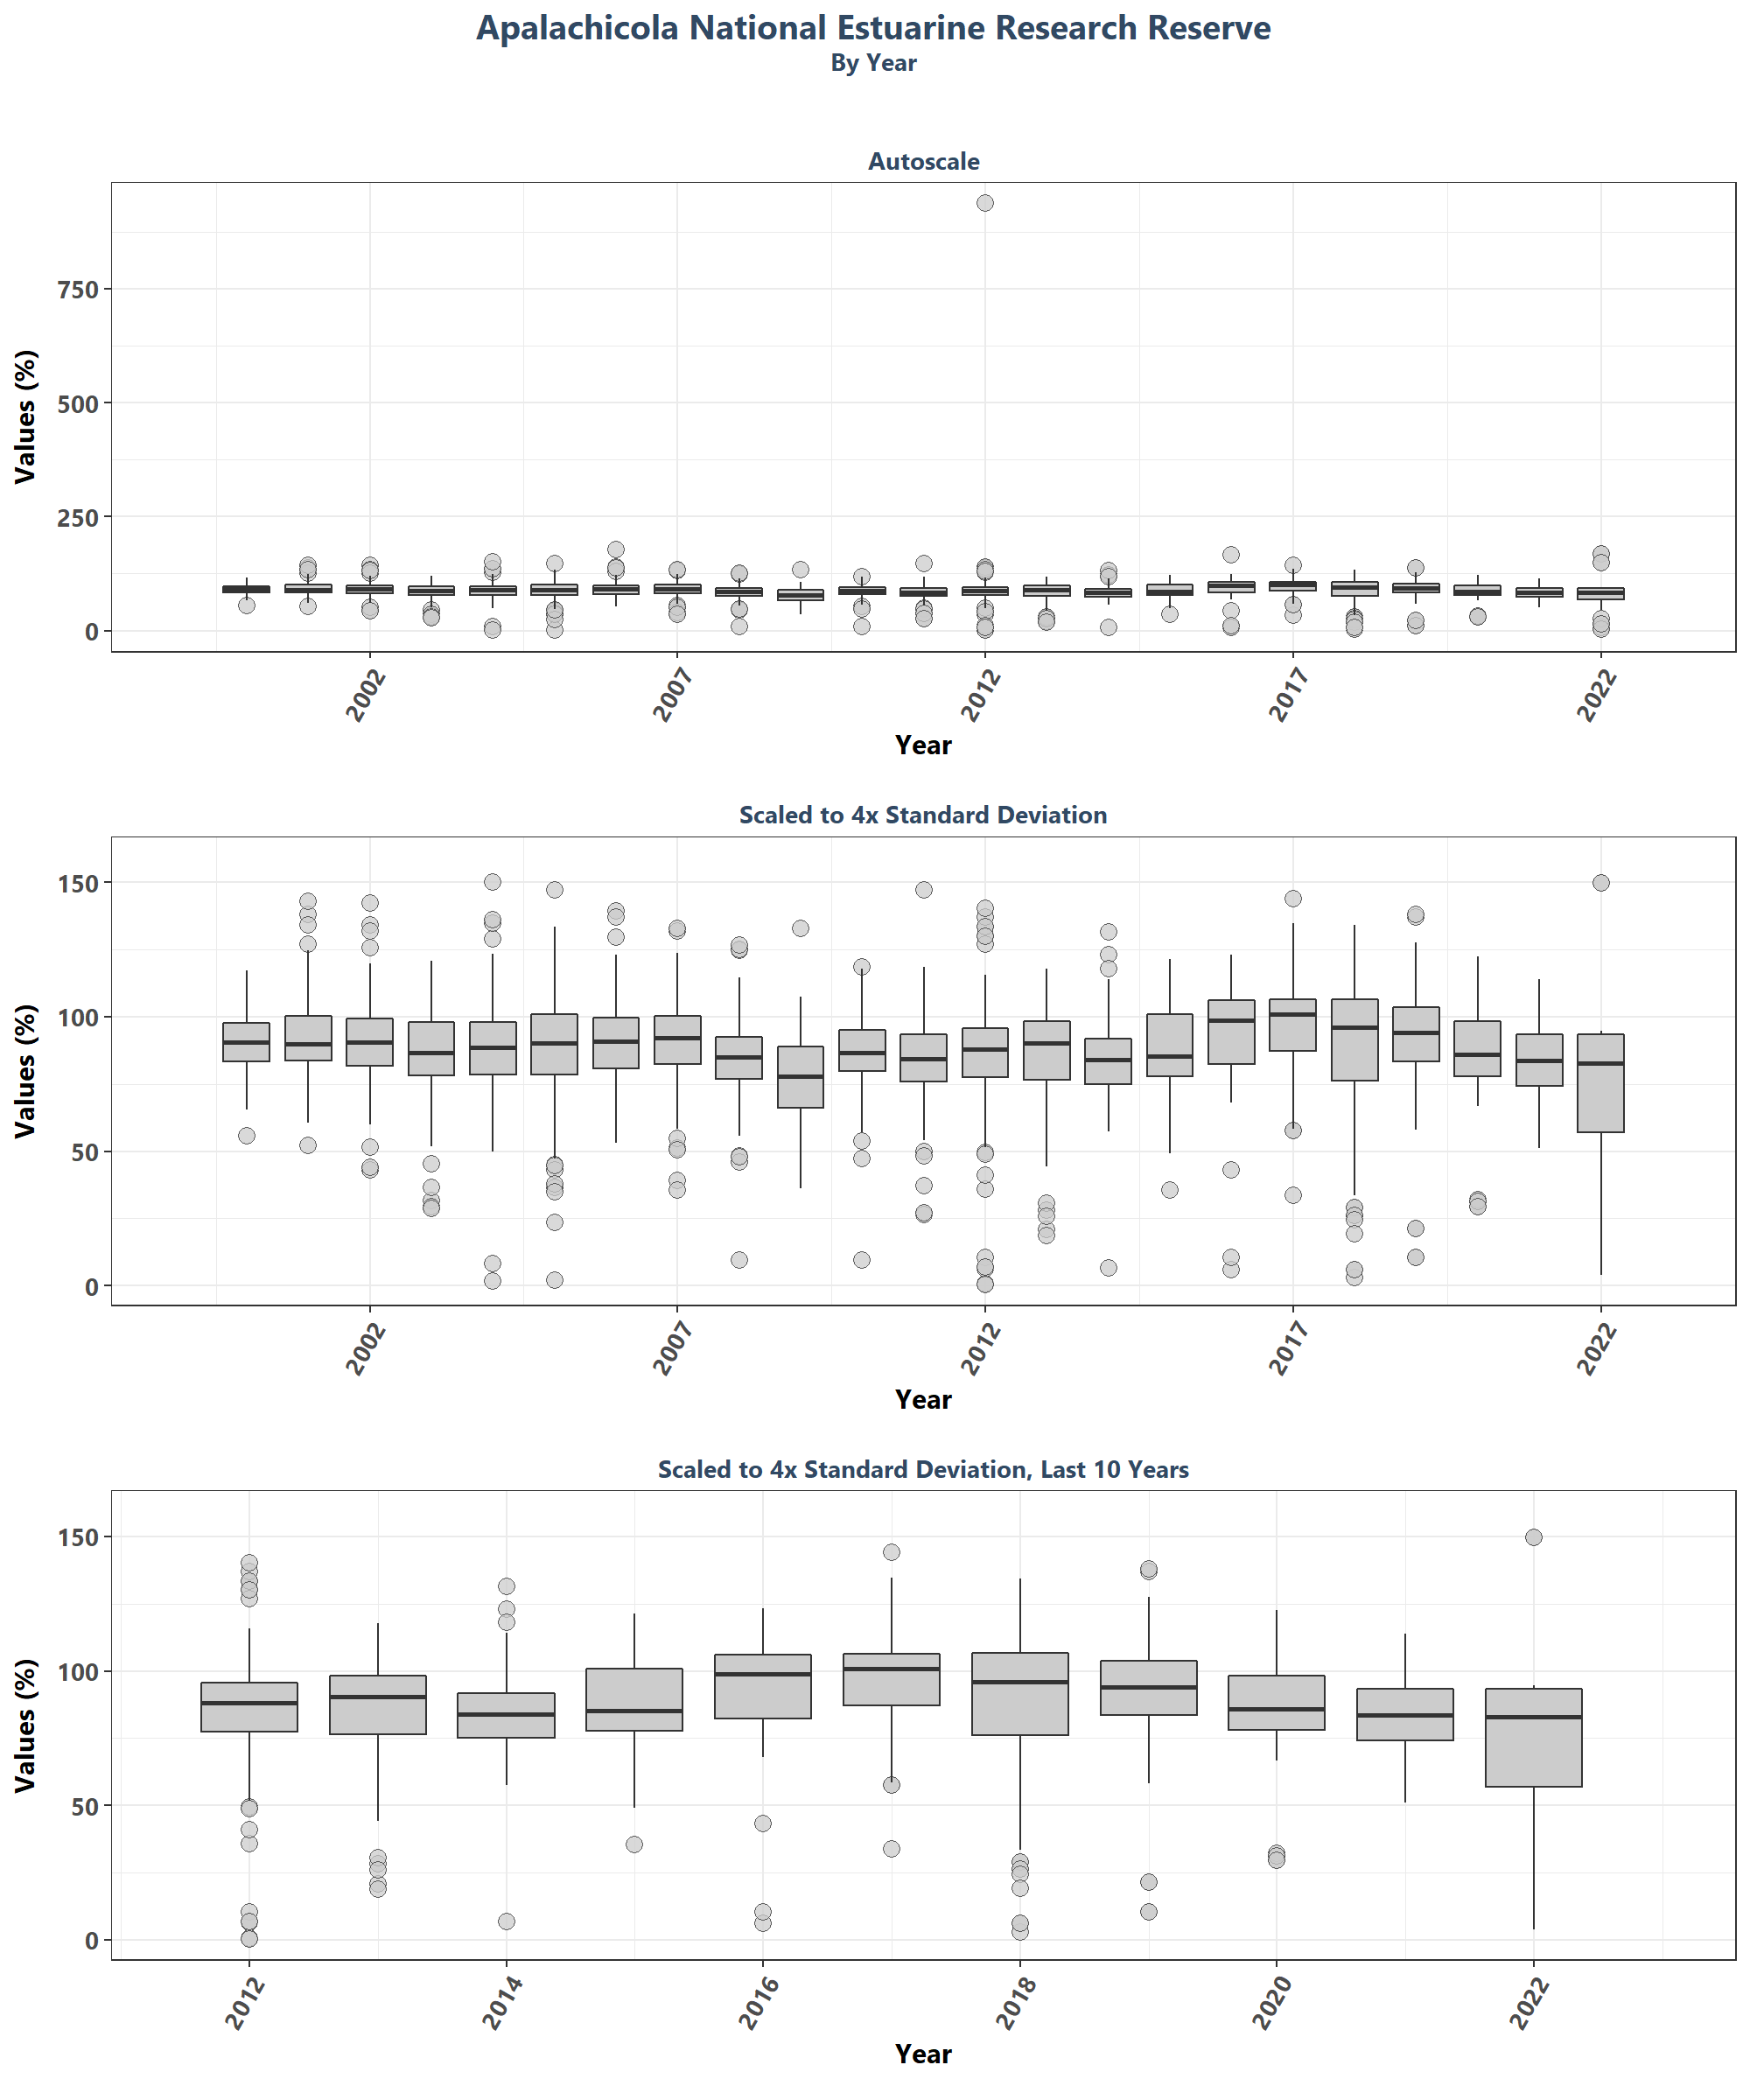 Apalachicola National Estuarine Research Reserve
By Year
Autoscale
Values (%)
750
500
250
0
2002 2007 2012 2017 2022
Year
Scaled to 4x Standard Deviation
Values (%)
150
100
50
0
2002 2007 2012 2017 2022
Year
Scaled to 4x Standard Deviation, Last 10 Years
Values (%)
150
100
50
0
2012 2014 2016 2018 2020 2022
Year